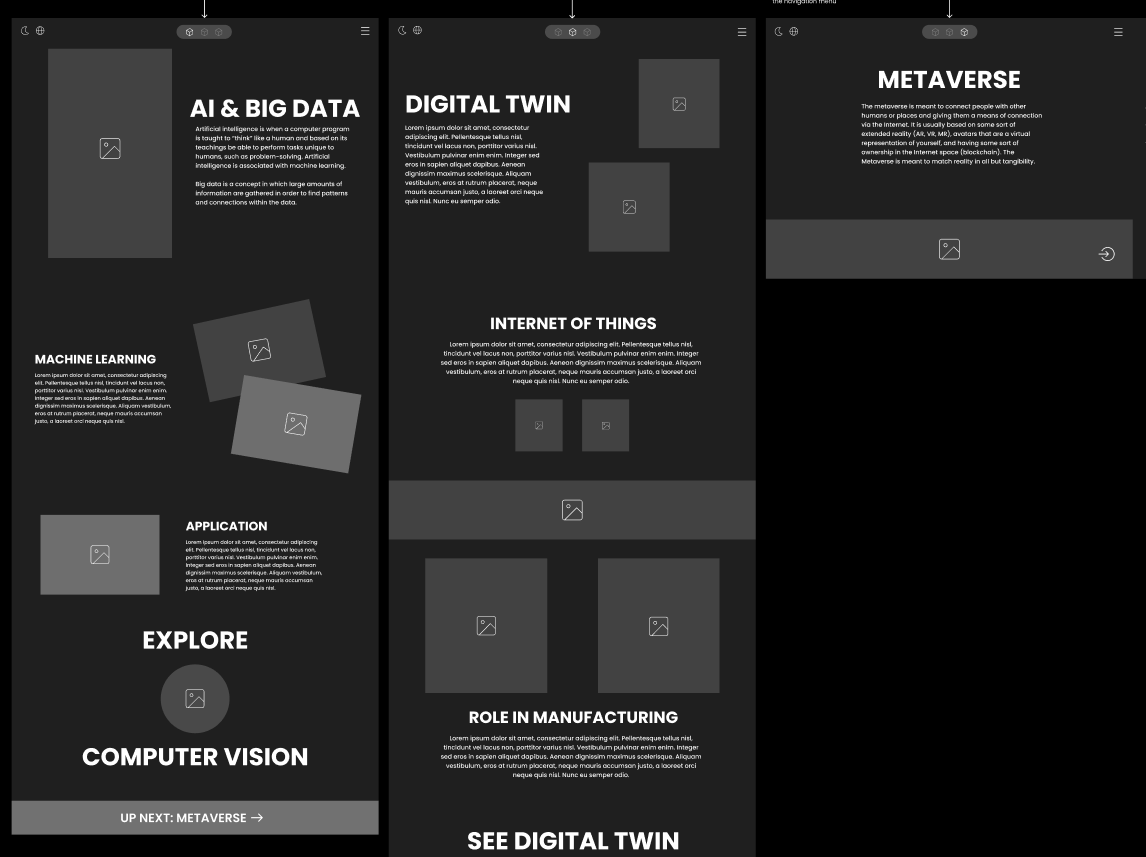 the navigation menu
AI & BIG DATA
Artificial intelligence is when a computer program
is taught to "think" like a human and based on its
teachings be able to perform tasks unique to
humans, such as problem-solving. Artificial
intelligence is associated with machine learning.
Big data is a concept in which large amounts of
information are gathered in order to find patterns
and connections within the data.
MACHINE LEARNING
Lorem ipsum dolor sit amet, consectetur adipiscing
elit. Pellentesque tellus nisl, tincidunt vel lacus non,
porttitor varius nisl. Vestibulum pulvinar enim enim.
Integer sed eros in sapien aliquet dapibus. Aenean
dignissim maximus scelerisque. Aliquam vestibulum,
eros at rutrum placerat, neque mauris accumsan
justo, a laoreet orci neque quis nisl.
APPLICATION
Lorem ipsum dolor sit amet, consectetur adipiscing
elit. Pellentesque tellus nisl, tincidunt vel lacus non,
porttitor varius nisl. Vestibulum pulvinar enim enim.
Integer sed eros in sapien aliquet dapibus. Aenean
dignissim maximus scelerisque. Aliquam vestibulum,
eros at rutrum placerat, neque mauris accumsan
justo, a laoreet orci neque quis nisl.
EXPLORE
COMPUTER VISION
UP NEXT: METAVERSE →
DIGITAL TWIN
Lorem ipsum dolor sit amet, consectetur
adipiscing elit. Pellentesque tellus nisl,
tincidunt vel lacus non, porttitor varius nisl.
Vestibulum pulvinar enim enim. Integer sed
eros in sapien aliquet dapibus. Aenean
dignissim maximus scelerisque. Aliquam
vestibulum, eros at rutrum placerat, neque
mauris accumsan justo, a laoreet orci neque
quis nisl. Nunc eu semper odio.
INTERNET OF THINGS
Lorem ipsum dolor sit amet, consectetur adipiscing elit. Pellentesque tellus nisl,
tincidunt vel lacus non, porttitor varius nisl. Vestibulum pulvinar enim enim. Integer
sed eros in sapien aliquet dapibus. Aenean dignissim maximus scelerisque. Aliquam
vestibulum, eros at rutrum placerat, neque mauris accumsan justo, a laoreet orci
neque quis nisl. Nunc eu semper odio.
ROLE IN MANUFACTURING
Lorem ipsum dolor sit amet, consectetur adipiscing elit. Pellentesque tellus nisl,
tincidunt vel lacus non, porttitor varius nisl. Vestibulum pulvinar enim enim. Integer
sed eros in sapien aliquet dapibus. Aenean dignissim maximus scelerisque. Aliquam
vestibulum, eros at rutrum placerat, neque mauris accumsan justo, a laoreet orci
neque quis nisl. Nunc eu semper odio.
SEE DIGITAL TWIN
METAVERSE
The metaverse is meant to connect people with other
humans or places and giving them a means of connection
via the Internet. It is usually based on some sort of
extended reality (AR, VR, MR), avatars that are a virtual
representation of yourself, and having some sort of
ownership in the Internet space (blockchain). The
Metaverse is meant to match reality in all but tangibility.